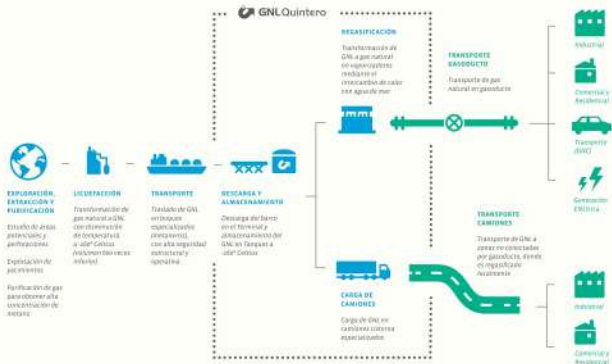 GNLQuintero
EXPLORACIÓN,
EXTRACCIÓN Y
PURIFICACIÓN
Estudio de áreas
potenciales y
perforaciones
Explotación de
yacimientos
Purificación de gas
para obtener alta
concentración de
metano
LICUEFACCIÓN
Transformación de
gas natural a GNL
con disminución
de temperatura
a -160° Celsius
inferior)
TRANSPORTE
Traslado de GNL
en buques
especializados
(metaneros),
con alta seguridad
estructural y
operativa
DESCARGA Y
ALMACENAMIENTO
Descarga del barco
en el Terminal y
almacenamiento del
GNL en Tanques a
-160° Celsius
REGASIFICACIÓN
Transformación de
GNL a gas natural
en vaporizadores
mediante el
intercambio de calor
con agua de mar
TRANSPORTE
GASODUCTO
Transporte de gas
natural en gasoducto
Industrial
Comercial y
Residencial
Transporte
(GNC)
Generación
Eléctrica
CARGA DE
CAMIONES
Carga de GNL en
camiones cisterna
especializados
TRANSPORTE
CAMIONES
Transporte de GNL a
zonas no conectadas
por gasoducto, donde
es regasificado
localmente
Industrial
Comercial y
Residencial